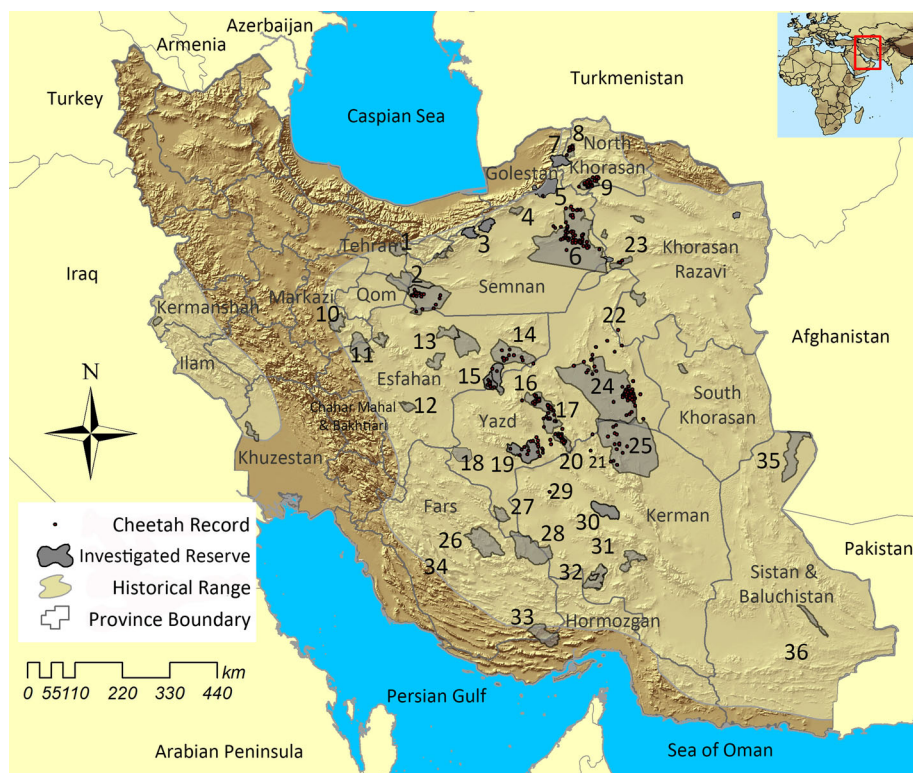 Azerbaijan
Armenia
Turkey
Turkmenistan
Caspian Sea
8
7
North
Khorasan
Golestan
9
5
4
Tehran
1
3
6
23
Khorasan
Razavi
2
Semnan
Iraq
Qom
Markazi
Kermanshah
10
22
Afghanistan
13
14
11
Ilam
Esfahan
15
16
24
South
Khorasan
12
Chahar Mahal
& Bakhtiari
Yazd
17
25
Khuzestan
18
19
20
21
35
N
29
Fars
27
30
Kerman
26
28
31
34
32
Pakistan
Sistan &
Baluchistan
33
Hormozgan
36
Cheetah Record
Investigated Reserve
Historical Range
Province Boundary
km
0 55110 220 330 440
Persian Gulf
Arabian Peninsula
Sea of Oman